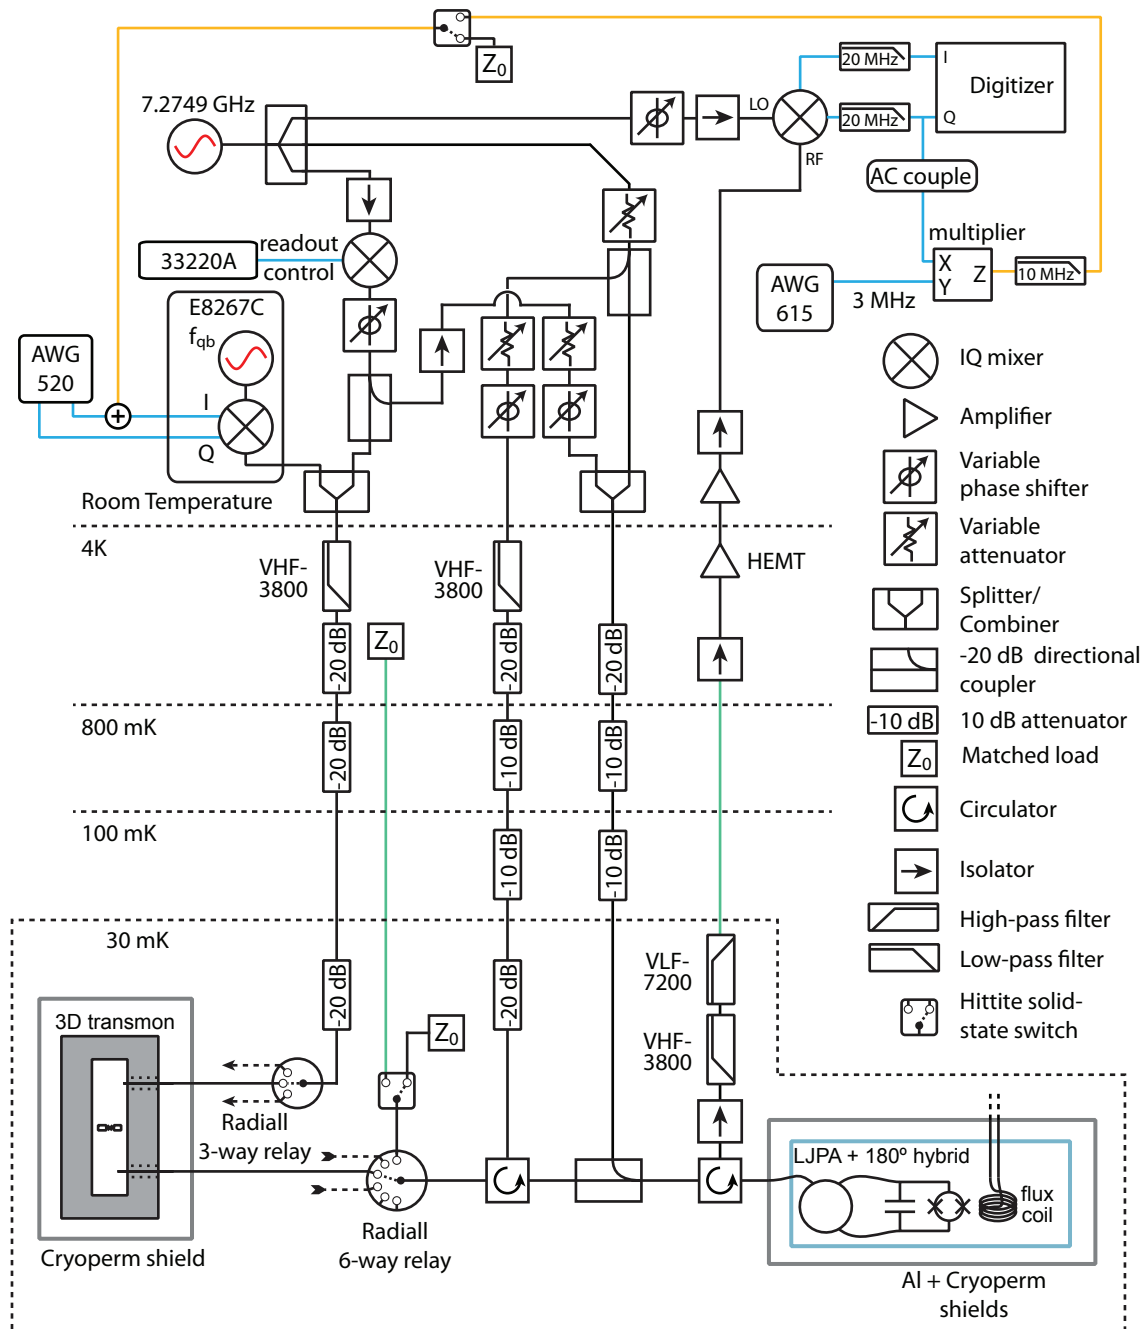 Z0
7.2749 GHz
LO
RF
20 MHz
20 MHz
I
Q
Digitizer
AC couple
multiplier
X
Y
Z
10 MHz
AWG
615
3 MHz
33220A
readout
control
E8267C
fqb
AWG
520
I
Q
+
Room Temperature
4K
VHF-
3800
VHF-
3800
HEMT
Z0
-20 dB
-20 dB
-20 dB
800 mK
-20 dB
-10 dB
-10 dB
100 mK
-10 dB
-10 dB
30 mK
-20 dB
-20 dB
VLF-
7200
VHF-
3800
Z0
3D transmon
Radiall
3-way relay
Radiall
6-way relay
Cryoperm shield
LJPA + 180º hybrid
flux
coil
Al + Cryoperm
shields
IQ mixer
Amplifier
Variable
phase shifter
Variable
attenuator
Splitter/
Combiner
-20 dB directional
coupler
-10 dB
10 dB attenuator
Z0
Matched load
Circulator
Isolator
High-pass filter
Low-pass filter
Hittite solid-
state switch